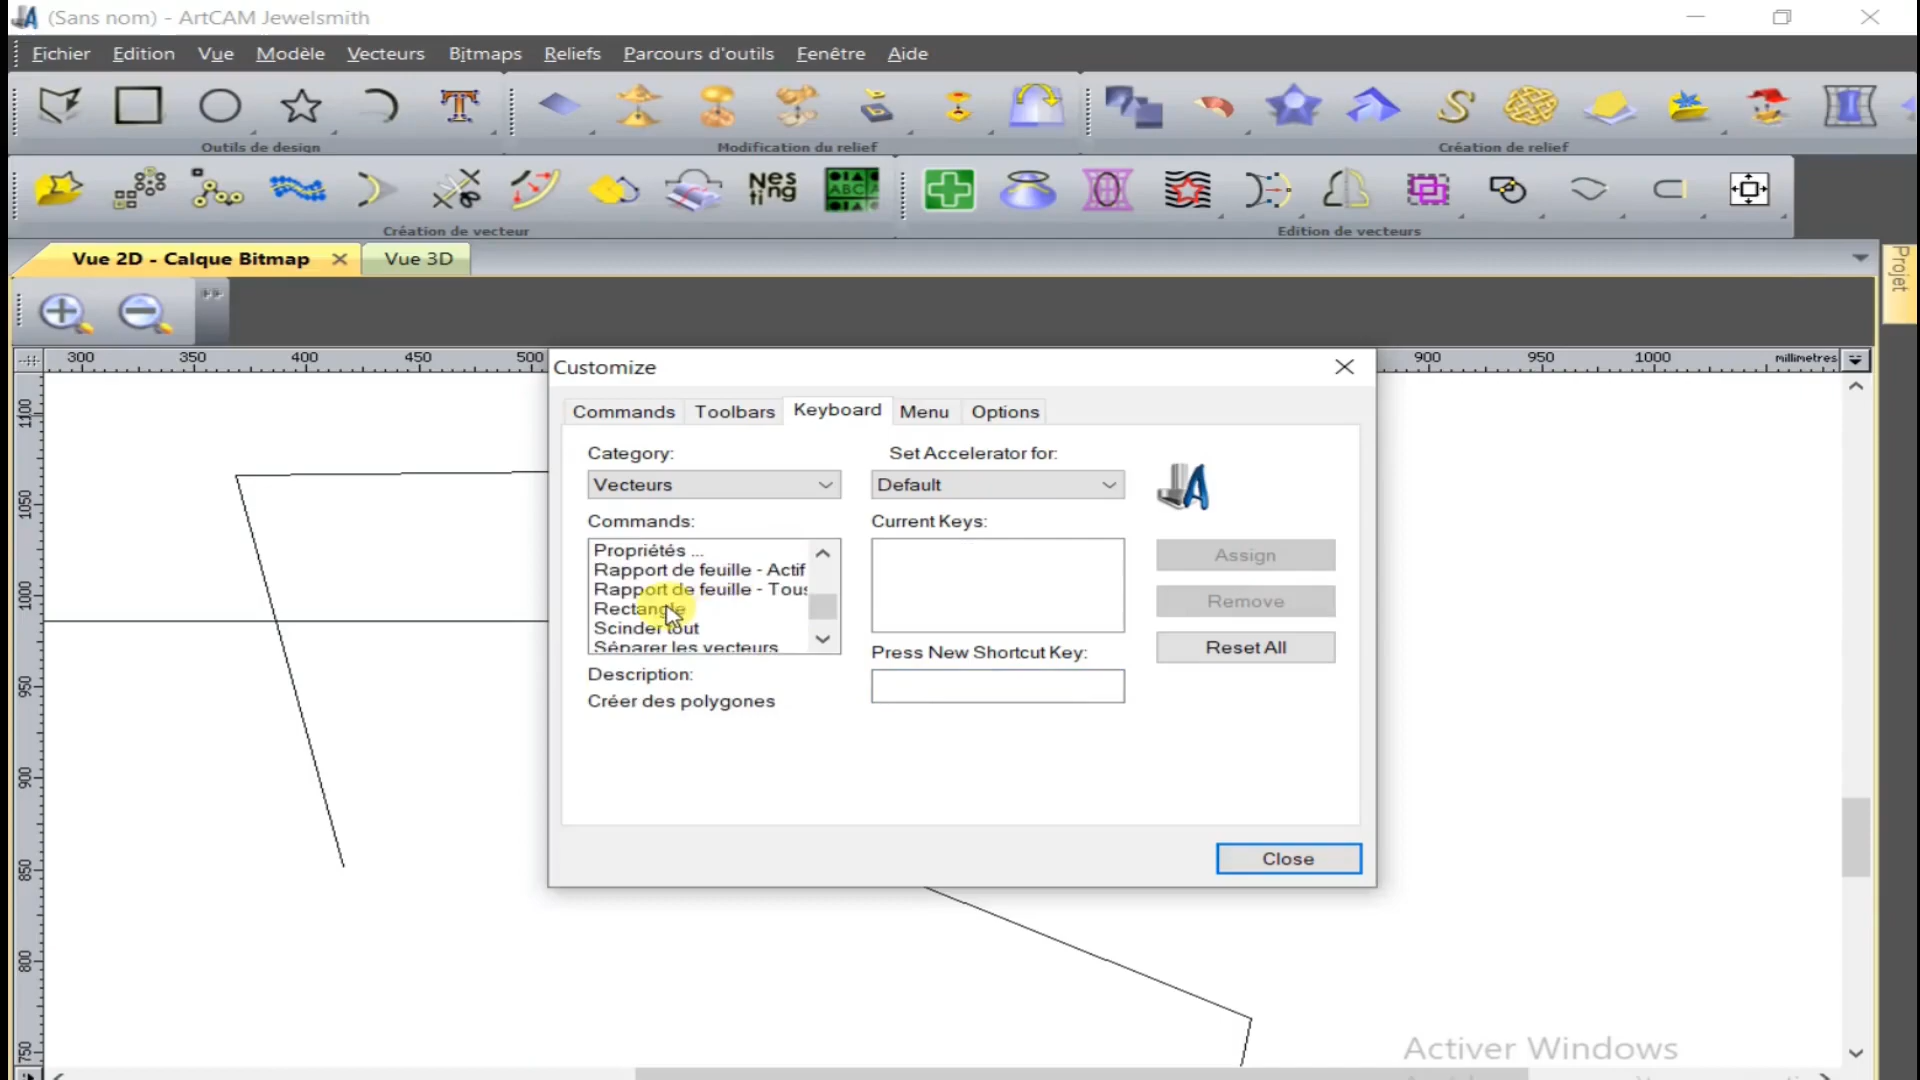 (Sans nom) - ArtCAM Jewelsmith
Fichier Edition Vue Modèle Vecteurs Bitmaps Reliefs Parcours d'outils Fenêtre Aide
Outils de design Modification du relief Création de relief
Nesting
ABC
Création de vecteur Edition de vecteurs
Vue 2D - Calque Bitmap Vue 3D
Projet
300 350 400 450 500 900 950 1000 millimetres
Customize
Commands Toolbars Keyboard Menu Options
Category: Set Accelerator for:
Vecteurs Default
Commands: Current Keys:
Propriétés ...
Rapport de feuille - Actif
Rapport de feuille - Tous
Rectangle
Scinder tout
Séparer les vecteurs
Assign
Remove
Reset All
Press New Shortcut Key:
Description:
Créer des polygones
Close
1100
1050
1000
950
900
850
800
750
Activer Windows